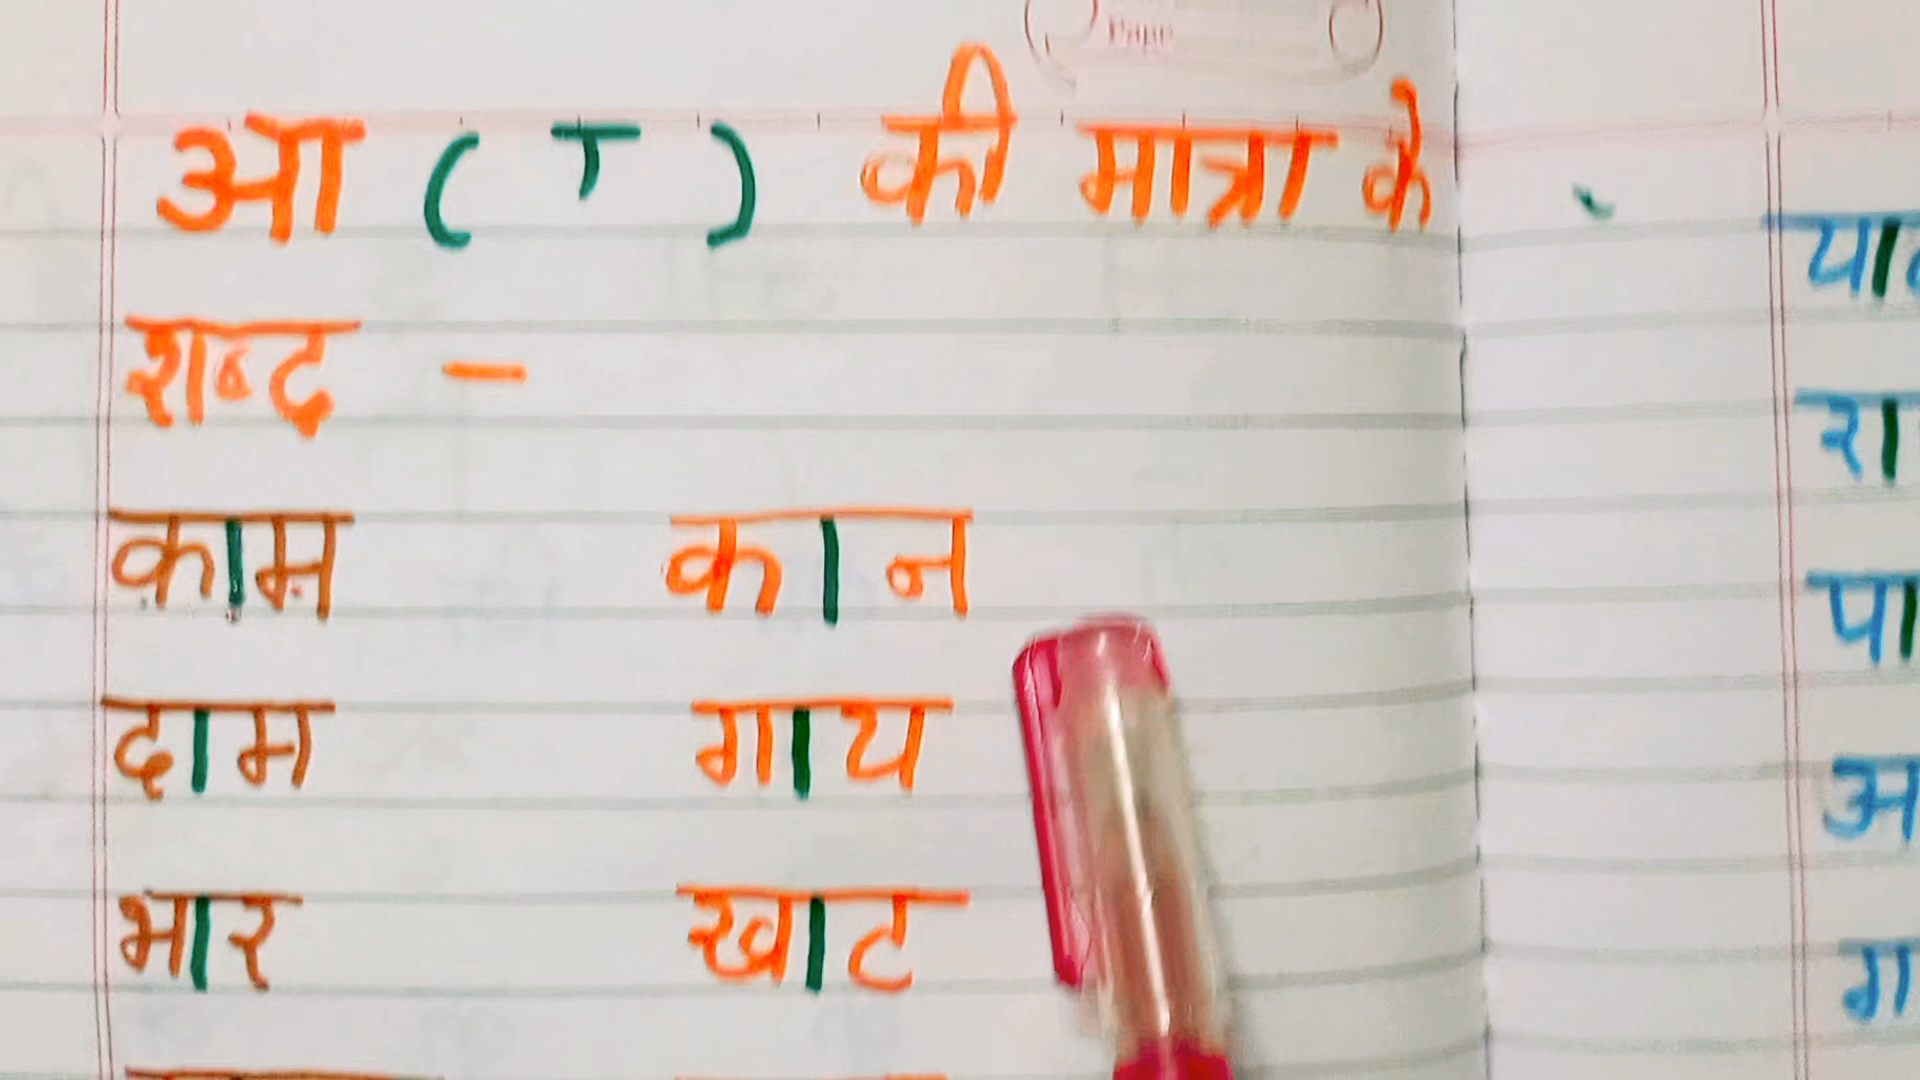 आ ( ा ) की मात्रा के
शब्द –
काम कान
दाम गाय
भार खाट